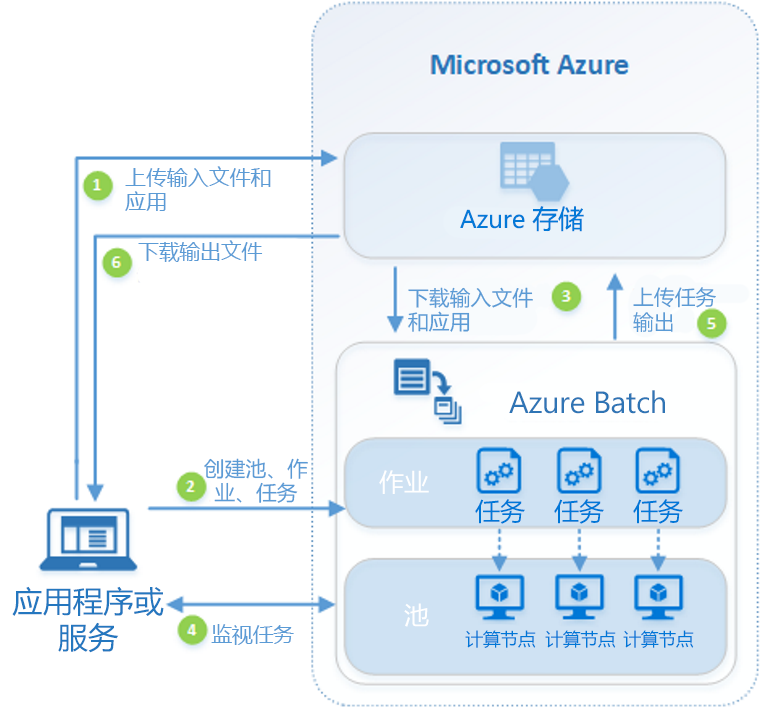 Microsoft Azure
1
上传输入文件和
应用
Azure 存储
6
下载输出文件
下载输入文件
和应用
3
上传任务
输出
5
Azure Batch
2
创建池、作
业、任务
作业
任务
任务
任务
应用程序或
服务
4
监视任务
池
计算节点
计算节点
计算节点